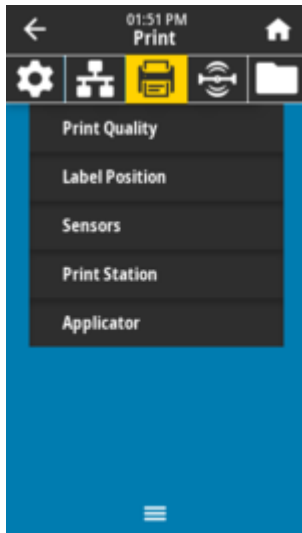 01:51 PM
Print
Print Quality
Label Position
Sensors
Print Station
Applicator